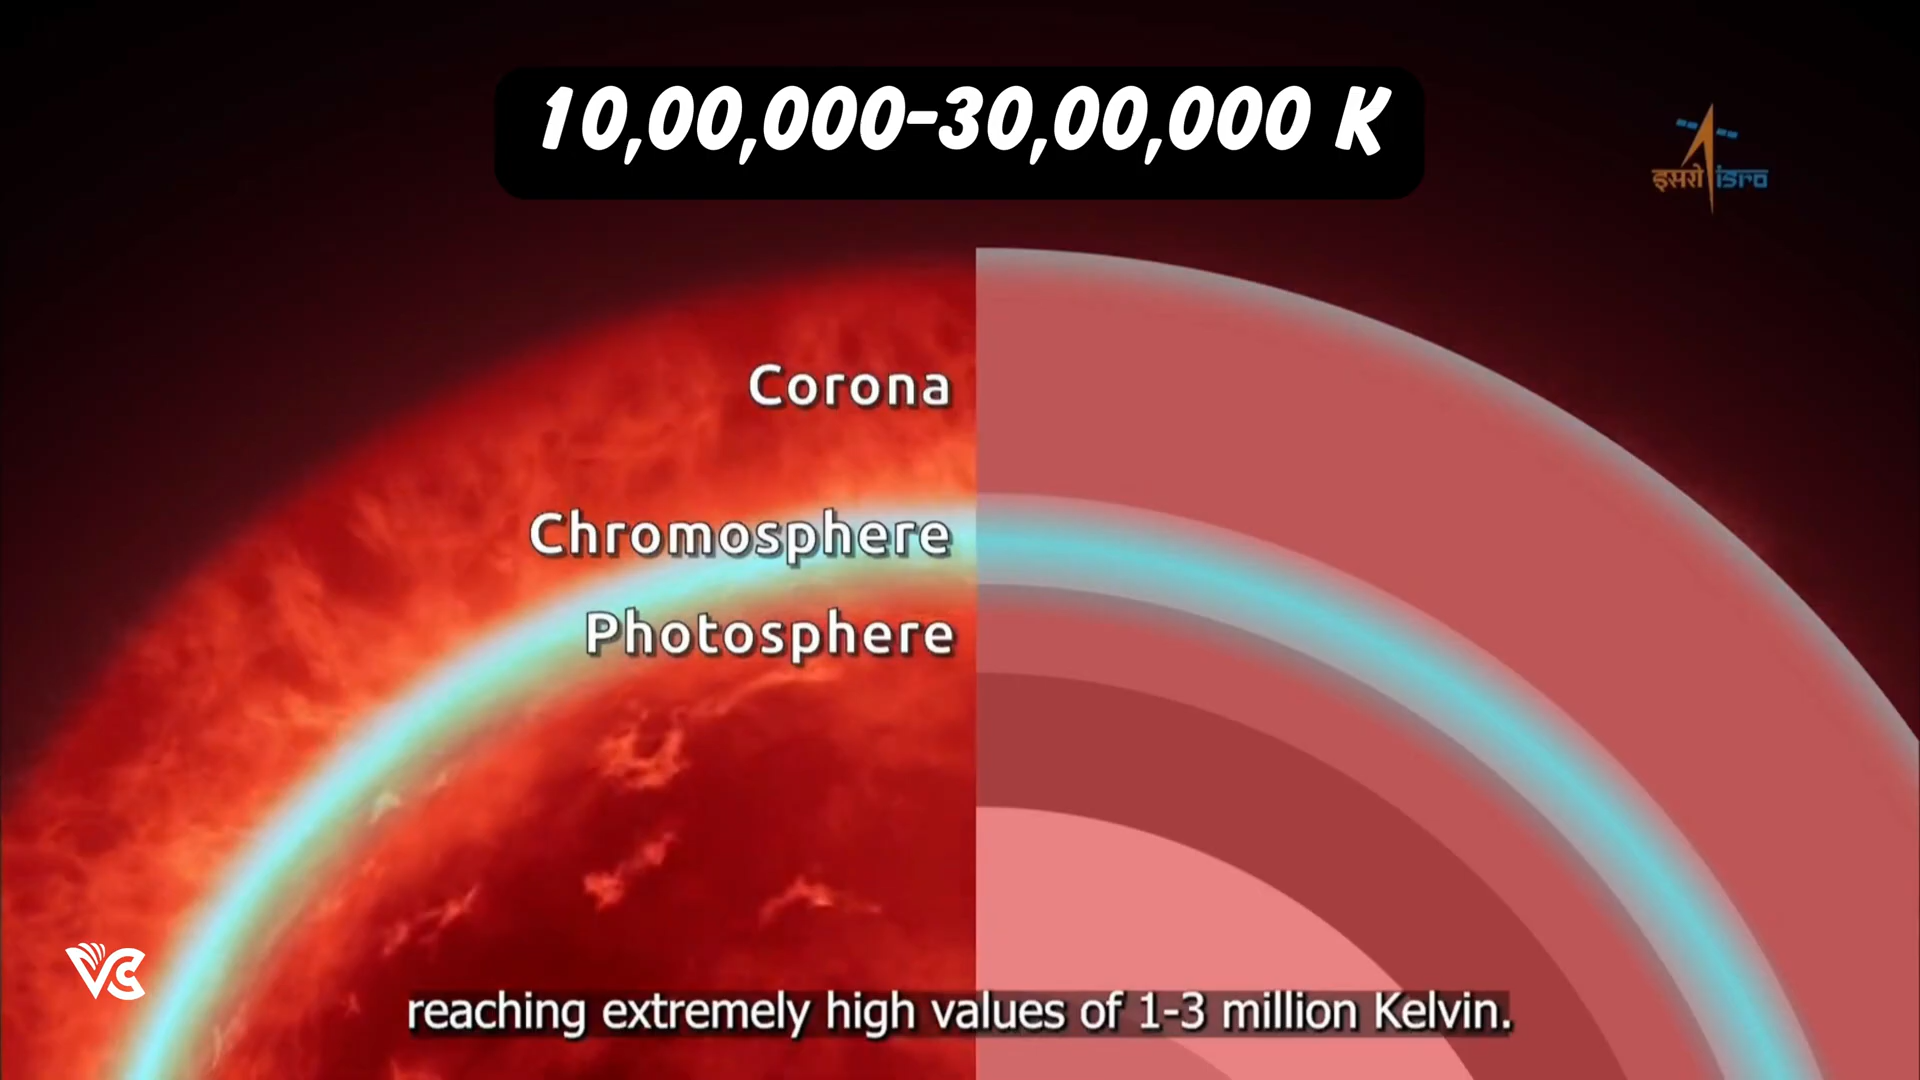 10,00,000-30,00,000 K
इसरो isro
Corona
Chromosphere
Photosphere
VC
reaching extremely high values of 1-3 million Kelvin.